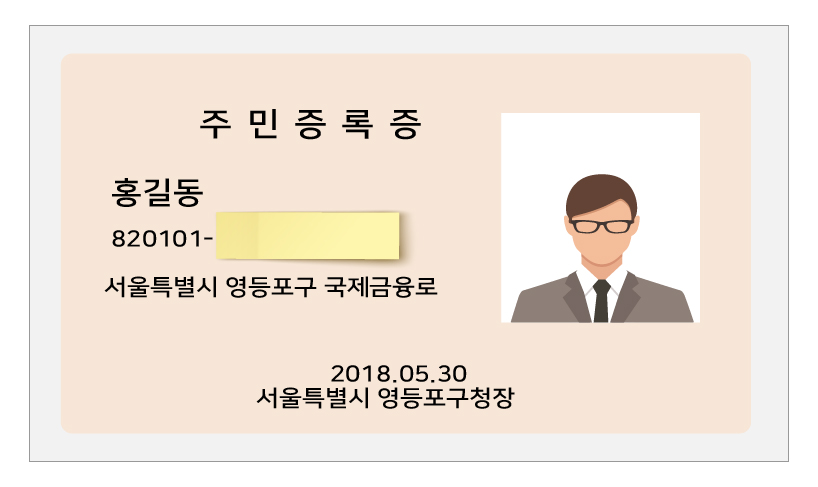 주 민 증 록 증
홍길동
820101-
서울특별시 영등포구 국제금융로
2018.05.30
서울특별시 영등포구청장